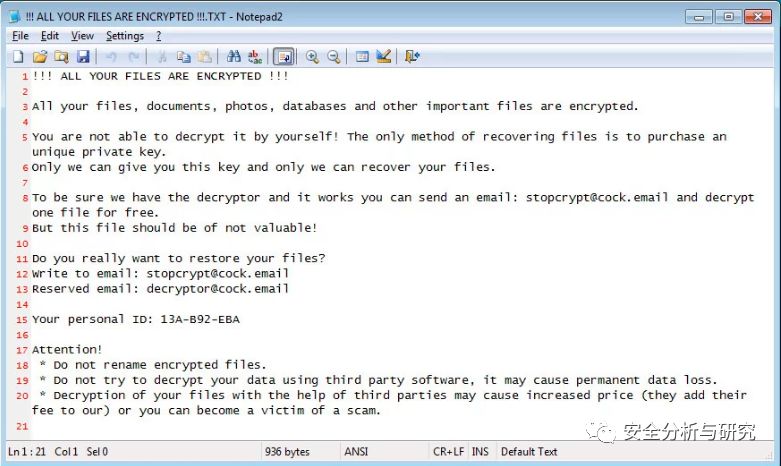 !!! ALL YOUR FILES ARE ENCRYPTED !!!.TXT - Notepad2
File Edit View Settings ?
1 !!! ALL YOUR FILES ARE ENCRYPTED !!!
2
3 All your files, documents, photos, databases and other important files are encrypted.
4
5 You are not able to decrypt it by yourself! The only method of recovering files is to purchase an
unique private key.
6 Only we can give you this key and only we can recover your files.
7
8 To be sure we have the decryptor and it works you can send an email: stopcrypt@cock.email and decrypt
one file for free.
9 But this file should be of not valuable!
10
11 Do you really want to restore your files?
12 Write to email: stopcrypt@cock.email
13 Reserved email: decryptor@cock.email
14
15 Your personal ID: 13A-B92-EBA
16
17 Attention!
18 * Do not rename encrypted files.
19 * Do not try to decrypt your data using third party software, it may cause permanent data loss.
20 * Decryption of your files with the help of third parties may cause increased price (they add their
fee to our) or you can become a victim of a scam.
21
安全分析与研究
Ln 1 : 21 Col 1 Sel 0 936 bytes ANSI CR+LF INS Default Text